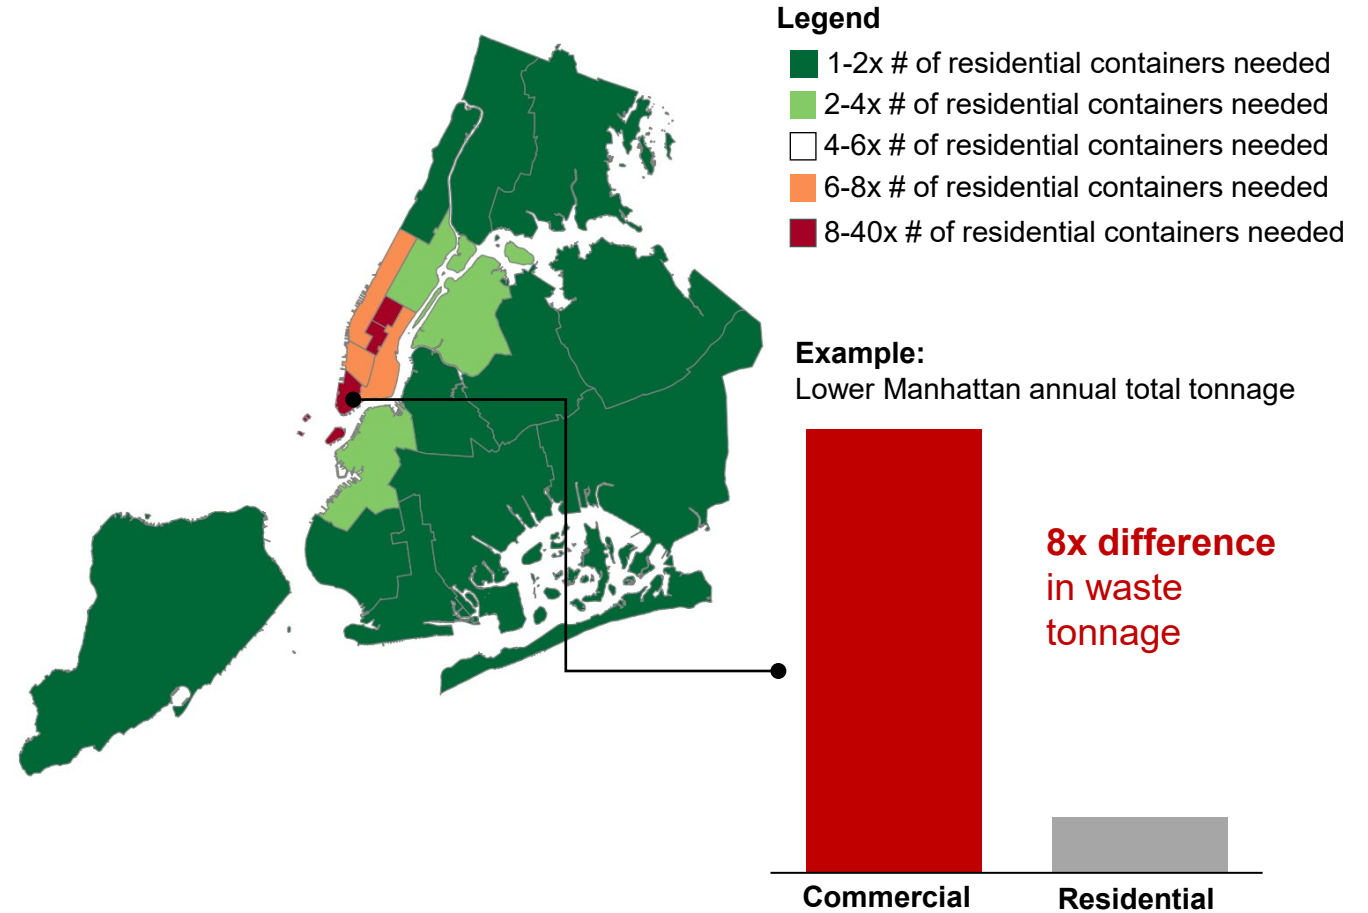 Legend
1-2x # of residential containers needed
2-4x # of residential containers needed
4-6x # of residential containers needed
6-8x # of residential containers needed
8-40x # of residential containers needed
Example:
Lower Manhattan annual total tonnage
8x difference
in waste
tonnage
Commercial
Residential